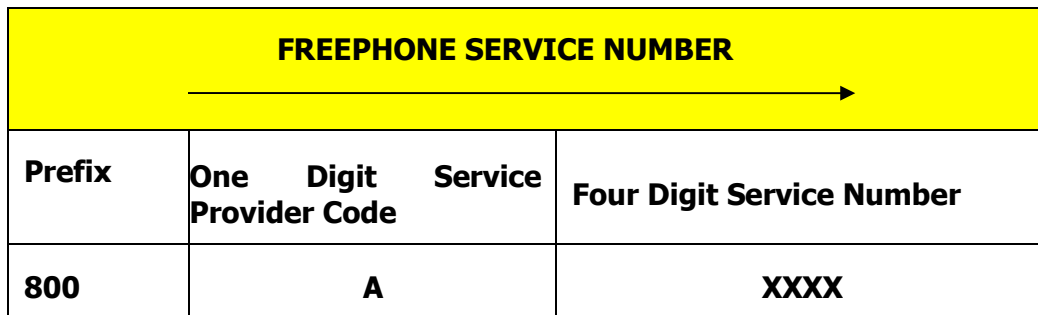 FREEPHONE SERVICE NUMBER
Prefix
One Digit Service
Provider Code
Four Digit Service Number
800
A
XXXX